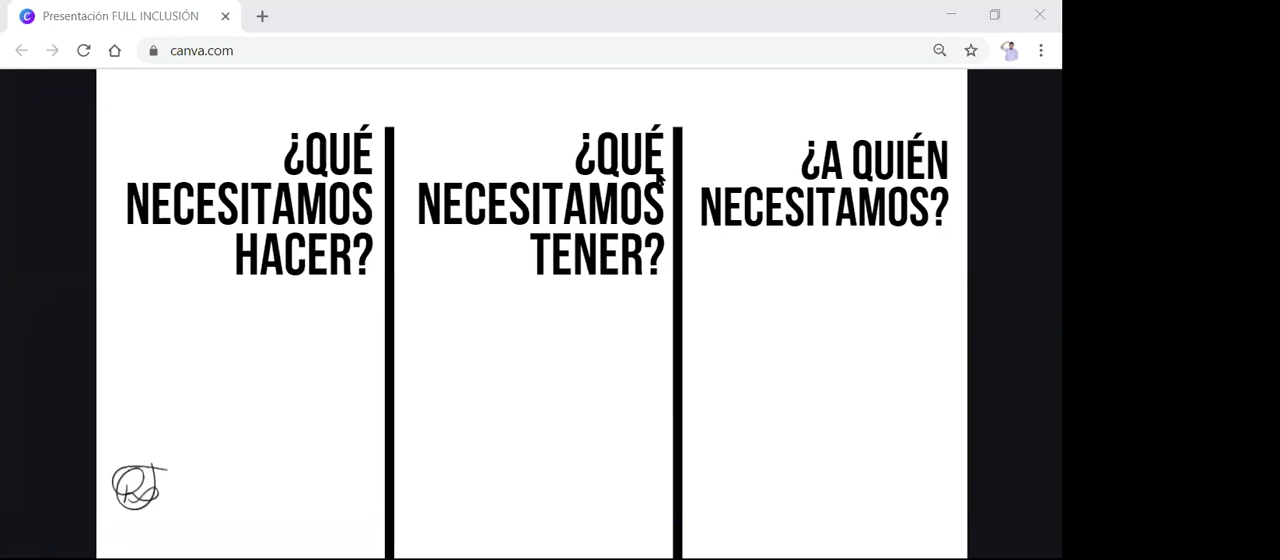 Presentación FULL INCLUSIÓN
canva.com
¿QUÉ
NECESITAMOS
HACER?
¿QUÉ
NECESITAMOS
TENER?
¿A QUIÉN
NECESITAMOS?